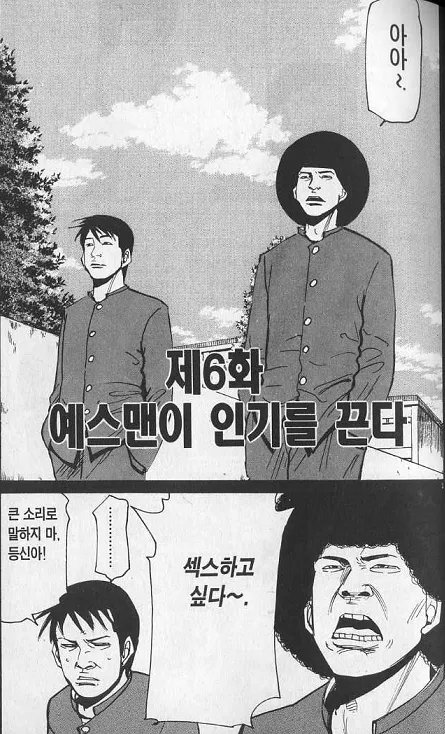 아
아
~.
제6화
예스맨이 인기를 끈다
섹스하고
싶다~.
………
큰 소리로
말하지 마,
등신아!